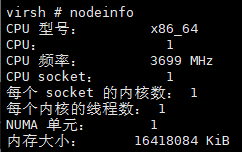 virsh # nodeinfo
CPU 型号： x86_64
CPU： 1
CPU 频率： 3699 MHz
CPU socket： 1
每个 socket 的内核数： 1
每个内核的线程数： 1
NUMA 单元： 1
内存大小： 16418084 KiB